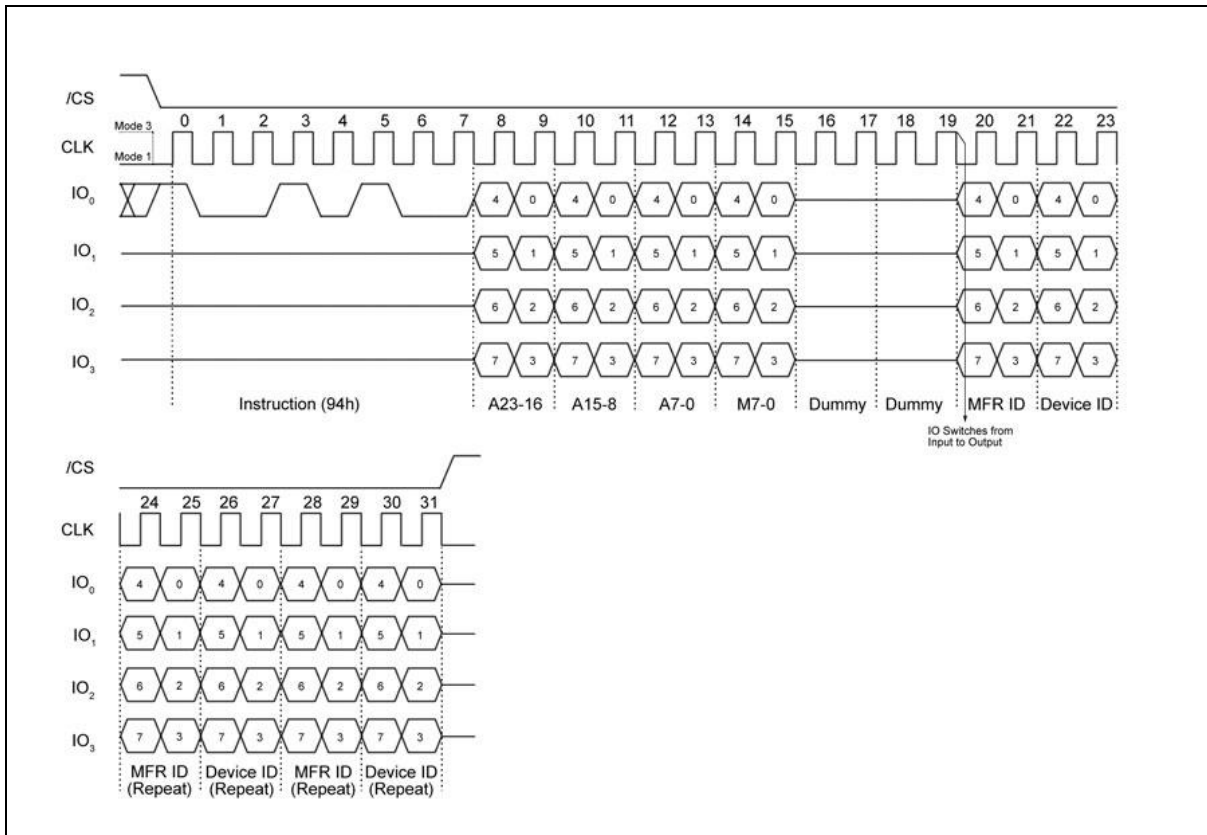 /CS
Mode 3
0 1 2 3 4 5 6 7 8 9 10 11 12 13 14 15 16 17 18 19 20 21 22 23
CLK
Mode 1
IO0 4 0 4 0 4 0 4 0 4 0 4 0
IO1 5 1 5 1 5 1 5 1 5 1 5 1
IO2 6 2 6 2 6 2 6 2 6 2 6 2
IO3 7 3 7 3 7 3 7 3 7 3 7 3
Instruction (94h) A23-16 A15-8 A7-0 M7-0 Dummy Dummy MFR ID Device ID
IO Switches from
Input to Output
/CS
24 25 26 27 28 29 30 31
CLK
IO0 4 0 4 0 4 0 4 0
IO1 5 1 5 1 5 1 5 1
IO2 6 2 6 2 6 2 6 2
IO3 7 3 7 3 7 3 7 3
MFR ID Device ID MFR ID Device ID
(Repeat) (Repeat) (Repeat) (Repeat)